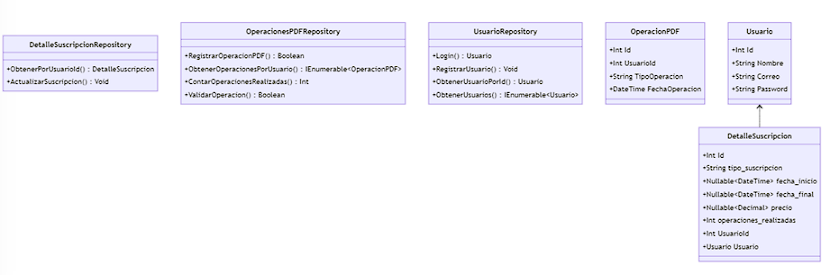 DetalleSuscripcionRepository
+ObtenerPorUsuarioId() : DetalleSuscripcion
+ActualizarSuscripcion() : Void
OperacionesPDFRepository
+RegistrarOperacionPDF() : Boolean
+ObtenerOperacionesPorUsuario() : IEnumerable<OperacionPDF>
+ContarOperacionesRealizadas() : Int
+ValidarOperacion() : Boolean
UsuarioRepository
+Login() : Usuario
+RegistrarUsuario() : Void
+ObtenerUsuarioPorId() : Usuario
+ObtenerUsuarios() : IEnumerable<Usuario>
OperacionPDF
+Int Id
+Int UsuarioId
+String TipoOperacion
+DateTime FechaOperacion
Usuario
+Int Id
+String Nombre
+String Correo
+String Password
DetalleSuscripcion
+Int Id
+String tipo_suscripcion
+Nullable<DateTime> fecha_inicio
+Nullable<DateTime> fecha_final
+Nullable<Decimal> precio
+Int operaciones_realizadas
+Int UsuarioId
+Usuario Usuario